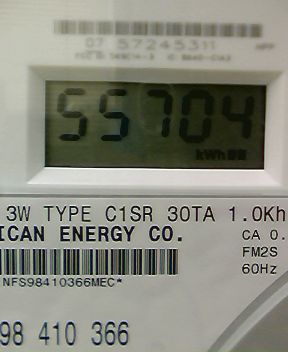 07 57245311
55704
kWh
3W TYPE C1SR 30TA 1.0Kh
ICAN ENERGY CO.
CA 0.
FM2S
60Hz
NFS98410366MEC*
98 410 366